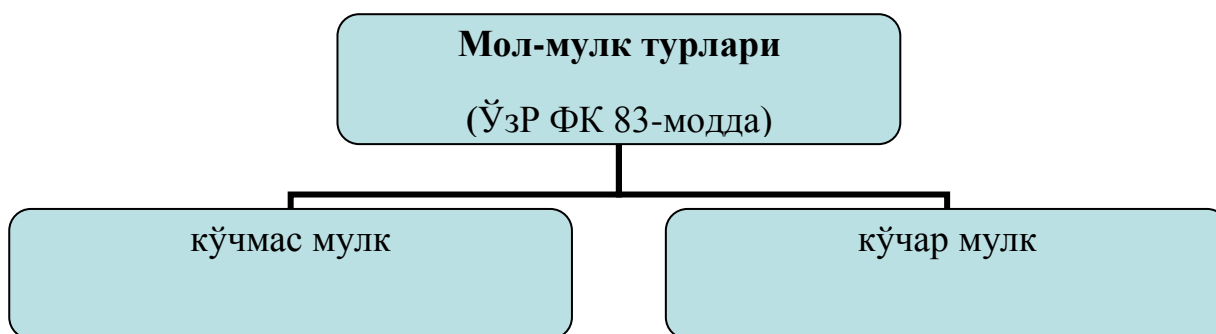 Мол-мулк турлари
(ЎзР ФК 83-модда)
кўчмас мулк
кўчар мулк